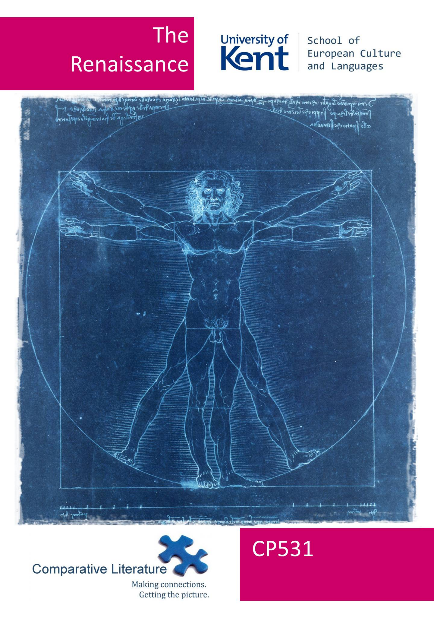 The
Renaissance
University of
Kent
School of
European Culture
and Languages
Comparative Literature
Making connections.
Getting the picture.
CP531